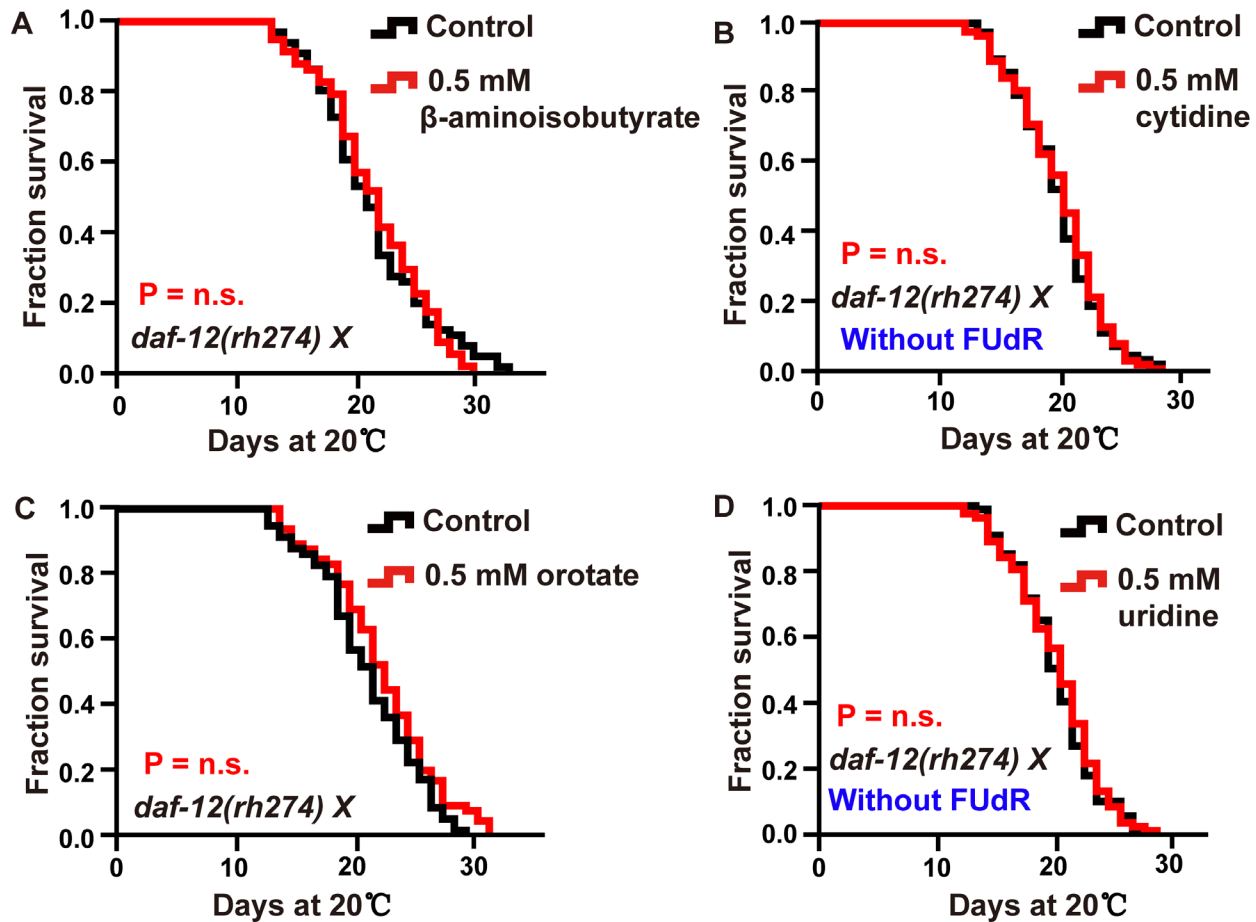 A
Control
0.5 mM
β-aminoisobutyrate
Fraction survival
1.0
0.8
0.6
0.4
0.2
0.0
P = n.s.
daf-12(rh274) X
0 10 20 30
Days at 20℃
B
Control
0.5 mM
cytidine
Fraction survival
1.0
0.8
0.6
0.4
0.2
0.0
P = n.s.
daf-12(rh274) X
Without FUdR
0 10 20 30
Days at 20℃
C
Control
0.5 mM orotate
Fraction survival
1.0
0.8
0.6
0.4
0.2
0.0
P = n.s.
daf-12(rh274) X
0 10 20 30
Days at 20℃
D
Control
0.5 mM
uridine
Fraction survival
1.0
0.8
0.6
0.4
0.2
0.0
P = n.s.
daf-12(rh274) X
Without FUdR
0 10 20 30
Days at 20℃